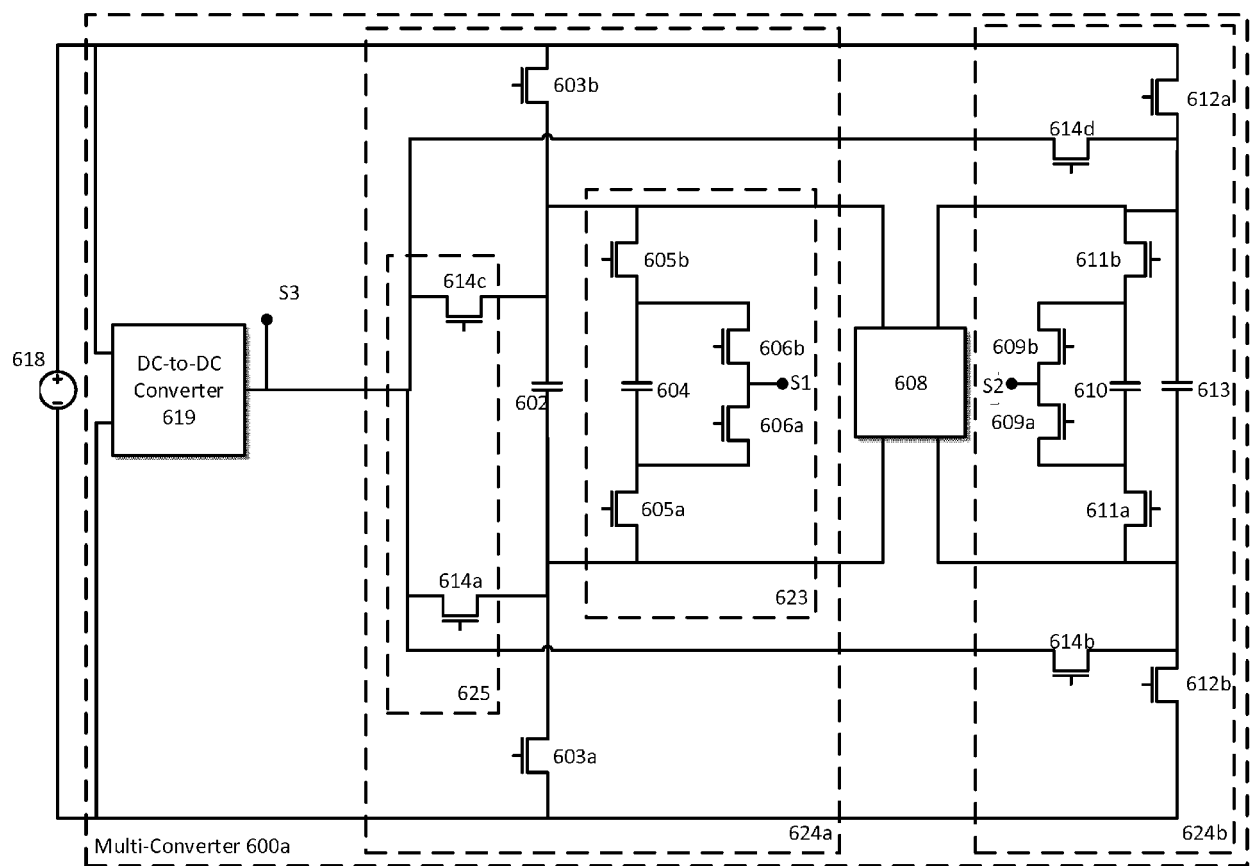 603b
612a
614d
605b
611b
614c
S3
606b
609b
618
+
−
DC-to-DC
Converter
619
602
604
S1
608
S2
610
613
606a
609a
605a
611a
614a
623
614b
625
612b
603a
Multi-Converter 600a
624a
624b